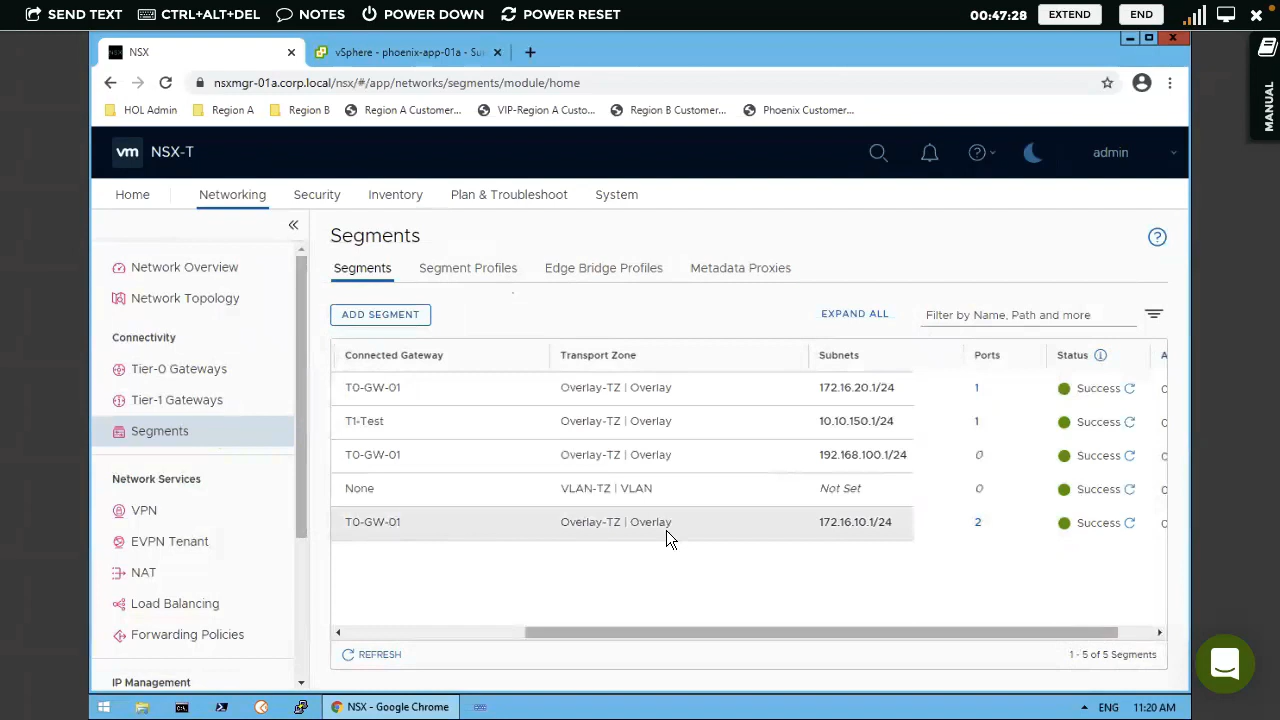 SEND TEXT CTRL+ALT+DEL NOTES POWER DOWN POWER RESET 00:47:28 EXTEND END
NSX vSphere - phoenix-app-01a - Su
nsxmgr-01a.corp.local/nsx/#/app/networks/segments/module/home
HOL Admin Region A Region B Region A Customer... VIP-Region A Custo... Region B Customer... Phoenix Customer...
MANUAL
vm NSX-T admin
Home Networking Security Inventory Plan & Troubleshoot System
Network Overview
Network Topology
Connectivity
Tier-0 Gateways
Tier-1 Gateways
Segments
Network Services
VPN
EVPN Tenant
NAT
Load Balancing
Forwarding Policies
IP Management
Segments
Segments Segment Profiles Edge Bridge Profiles Metadata Proxies
ADD SEGMENT EXPAND ALL Filter by Name, Path and more
Connected Gateway Transport Zone Subnets Ports Status
T0-GW-01 Overlay-TZ | Overlay 172.16.20.1/24 1 Success
T1-Test Overlay-TZ | Overlay 10.10.150.1/24 1 Success
T0-GW-01 Overlay-TZ | Overlay 192.168.100.1/24 0 Success
None VLAN-TZ | VLAN Not Set 0 Success
T0-GW-01 Overlay-TZ | Overlay 172.16.10.1/24 2 Success
REFRESH 1 - 5 of 5 Segments
NSX - Google Chrome ENG 11:20 AM